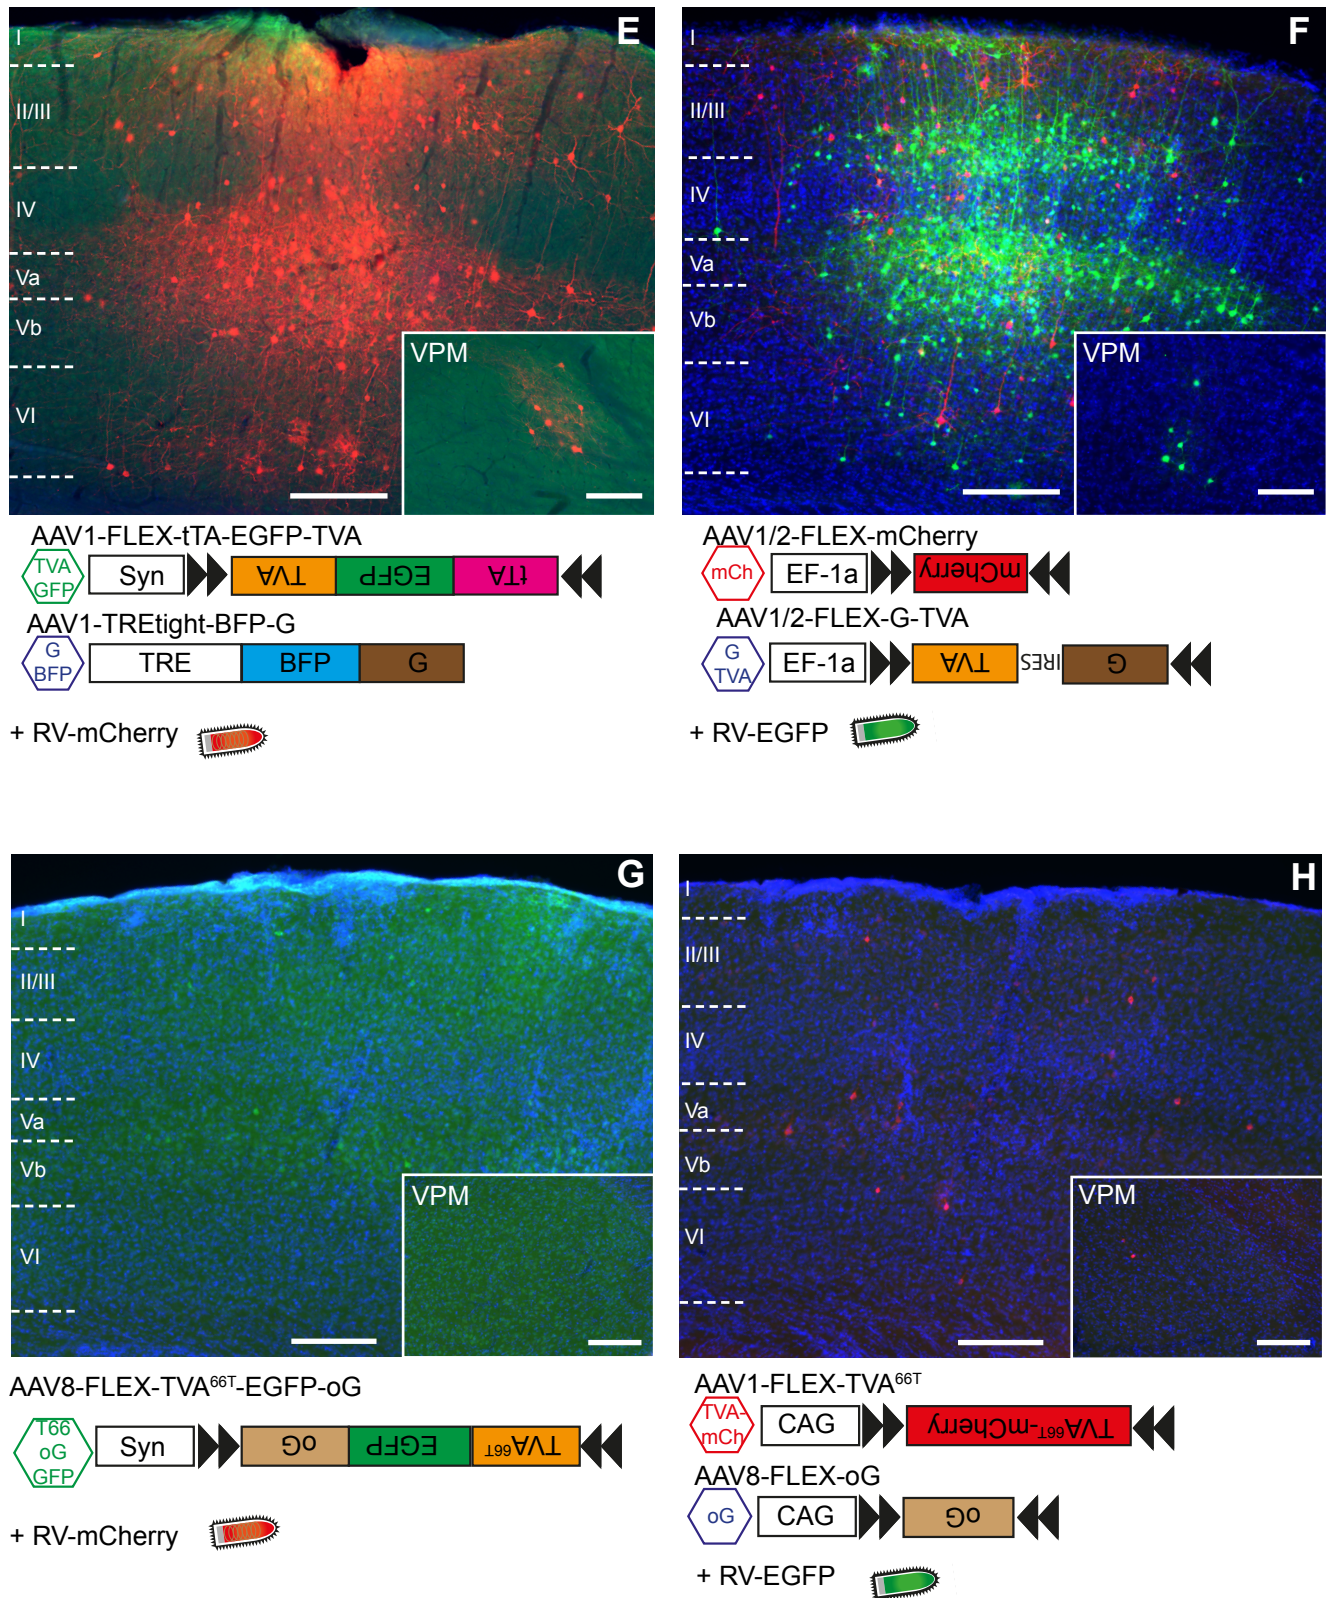 E
I
II/III
IV
Va
Vb
VI
VPM
AAV1-FLEX-tTA-EGFP-TVA
TVA
GFP
Syn
TVA
EGFP
tTA
AAV1-TREtight-BFP-G
G
BFP
TRE
BFP
G
+ RV-mCherry
F
I
II/III
IV
Va
Vb
VI
VPM
AAV1/2-FLEX-mCherry
mCh
EF-1a
mCherry
AAV1/2-FLEX-G-TVA
G
TVA
EF-1a
TVA
IRES
G
+ RV-EGFP
G
I
II/III
IV
Va
Vb
VI
VPM
AAV8-FLEX-TVA66T-EGFP-oG
T66
oG
GFP
Syn
oG
EGFP
TVA66T
+ RV-mCherry
H
I
II/III
IV
Va
Vb
VI
VPM
AAV1-FLEX-TVA66T
TVA-
mCh
CAG
TVA66T-mCherry
AAV8-FLEX-oG
oG
CAG
oG
+ RV-EGFP